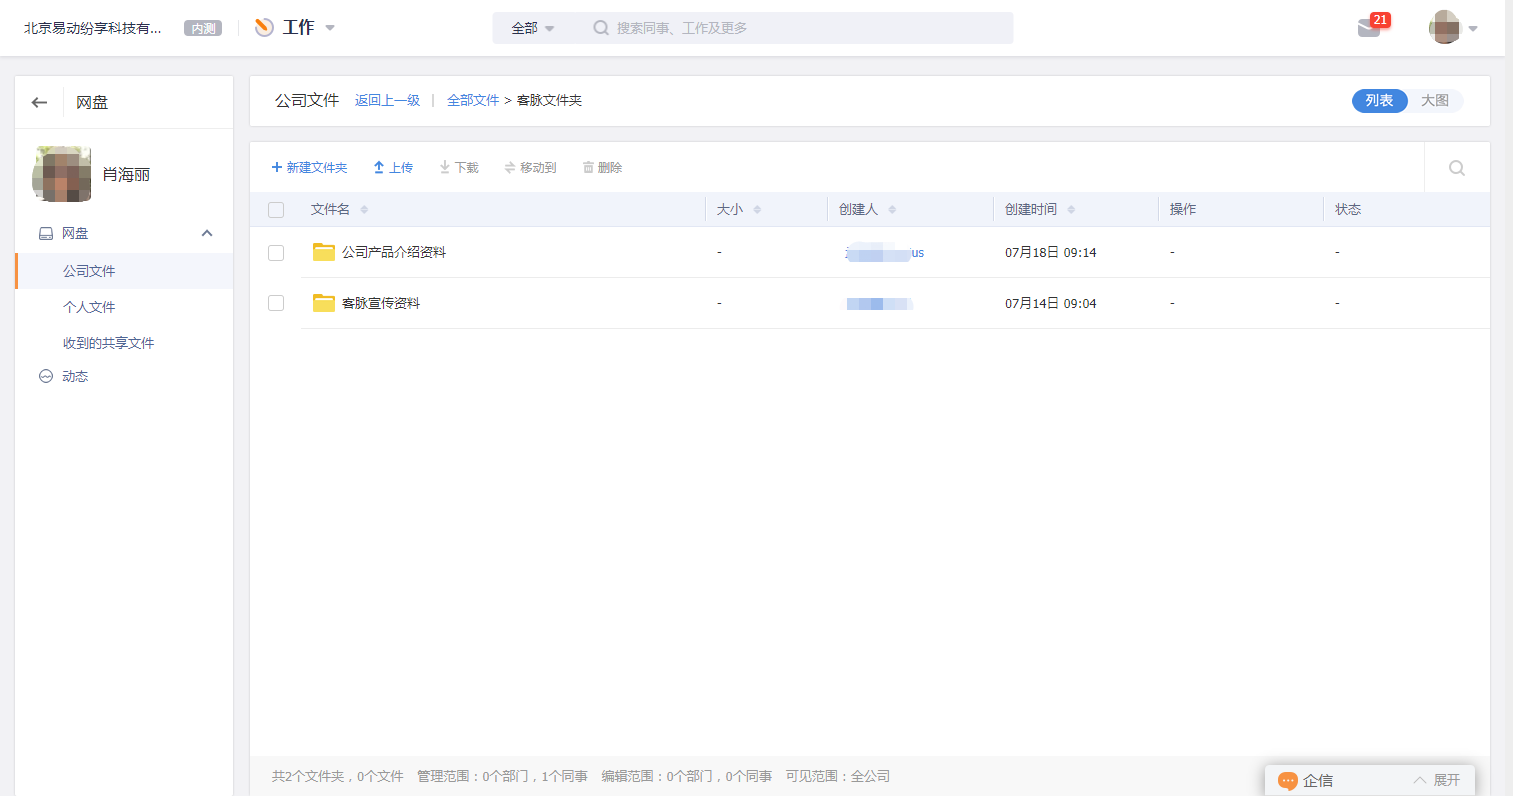 北京易动纷享科技有... 内测 工作 全部 搜索同事、工作及更多 21
网盘
肖海丽
网盘
公司文件
个人文件
收到的共享文件
动态
公司文件 返回上一级 | 全部文件 > 客脉文件夹 列表 大图
新建文件夹 上传 下载 移动到 删除
文件名 大小 创建人 创建时间 操作 状态
公司产品介绍资料 - us 07月18日 09:14 - -
客脉宣传资料 - 07月14日 09:04 - -
共2个文件夹，0个文件 管理范围：0个部门，1个同事 编辑范围：0个部门，0个同事 可见范围：全公司
企信 展开